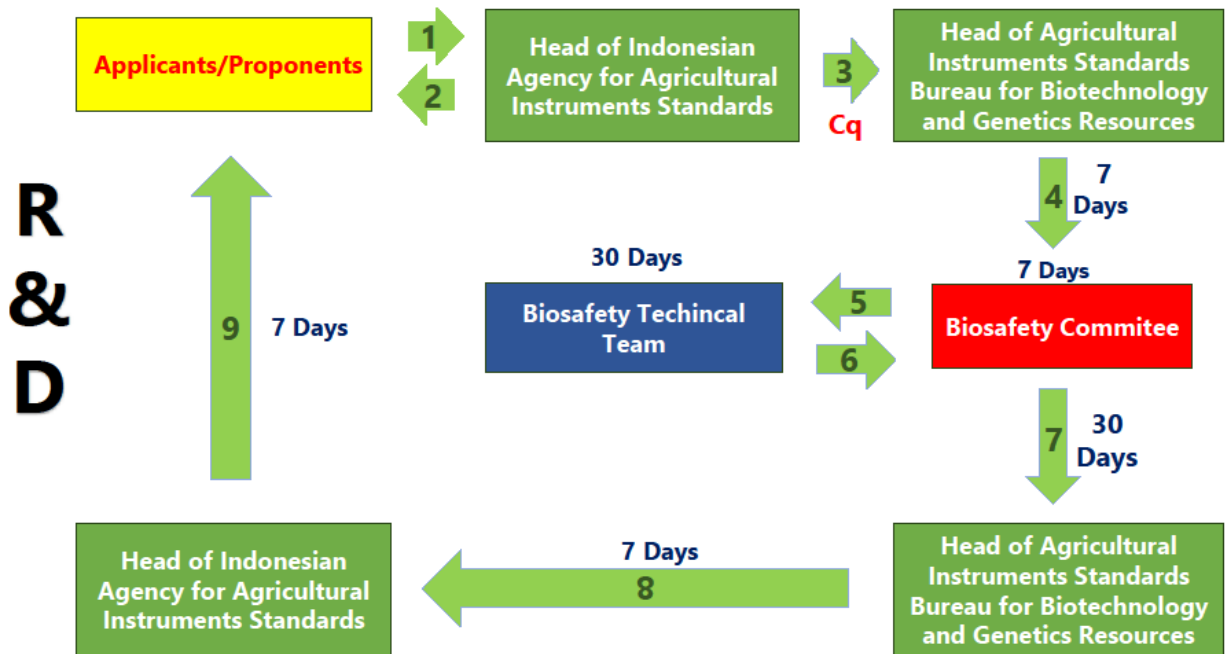 Applicants/Proponents
1
2
Head of Indonesian
Agency for Agricultural
Instruments Standards
3
Cq
Head of Agricultural
Instruments Standards
Bureau for Biotechnology
and Genetics Resources
4
7
Days
R
&
D
9
7 Days
30 Days
Biosafety Techincal
Team
5
6
7 Days
Biosafety Commitee
7
30
Days
Head of Indonesian
Agency for Agricultural
Instruments Standards
7 Days
8
Head of Agricultural
Instruments Standards
Bureau for Biotechnology
and Genetics Resources